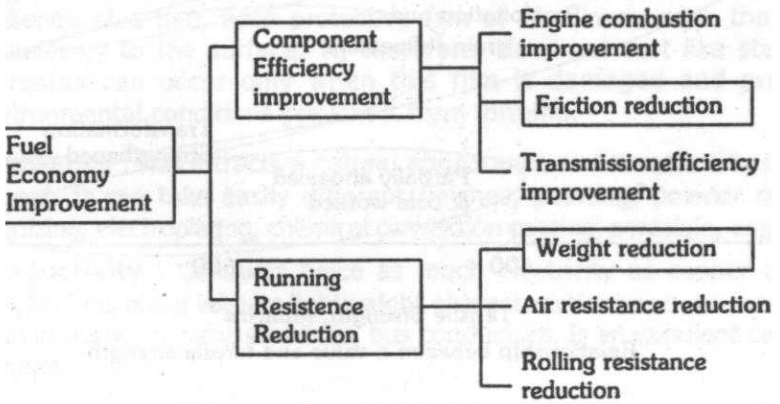 Fuel
Economy
Improvement
Component
Efficiency
improvement
Engine combustion
improvement
Friction reduction
Transmissionefficiency
improvement
Running
Resistence
Reduction
Weight reduction
Air resistance reduction
Rolling resistance
reduction